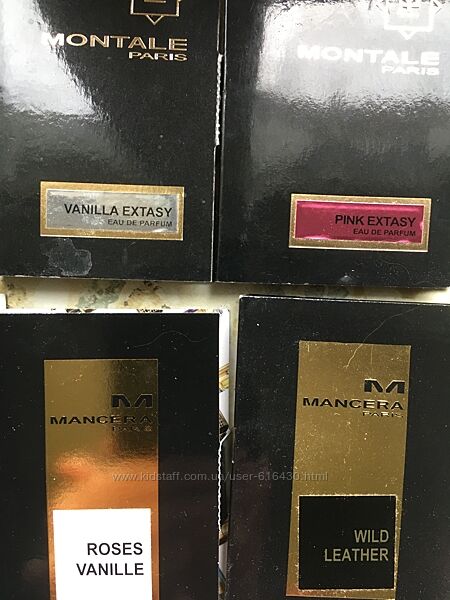 MONTALE
PARIS
VANILLA EXTASY
EAU DE PARFUM
MONTALE
PARIS
PINK EXTASY
EAU DE PARFUM
MANCERA
PARIS
ROSES
VANILLE
MANCERA
PARIS
WILD
LEATHER
www.kidstaff.com.ua/user-616430.html